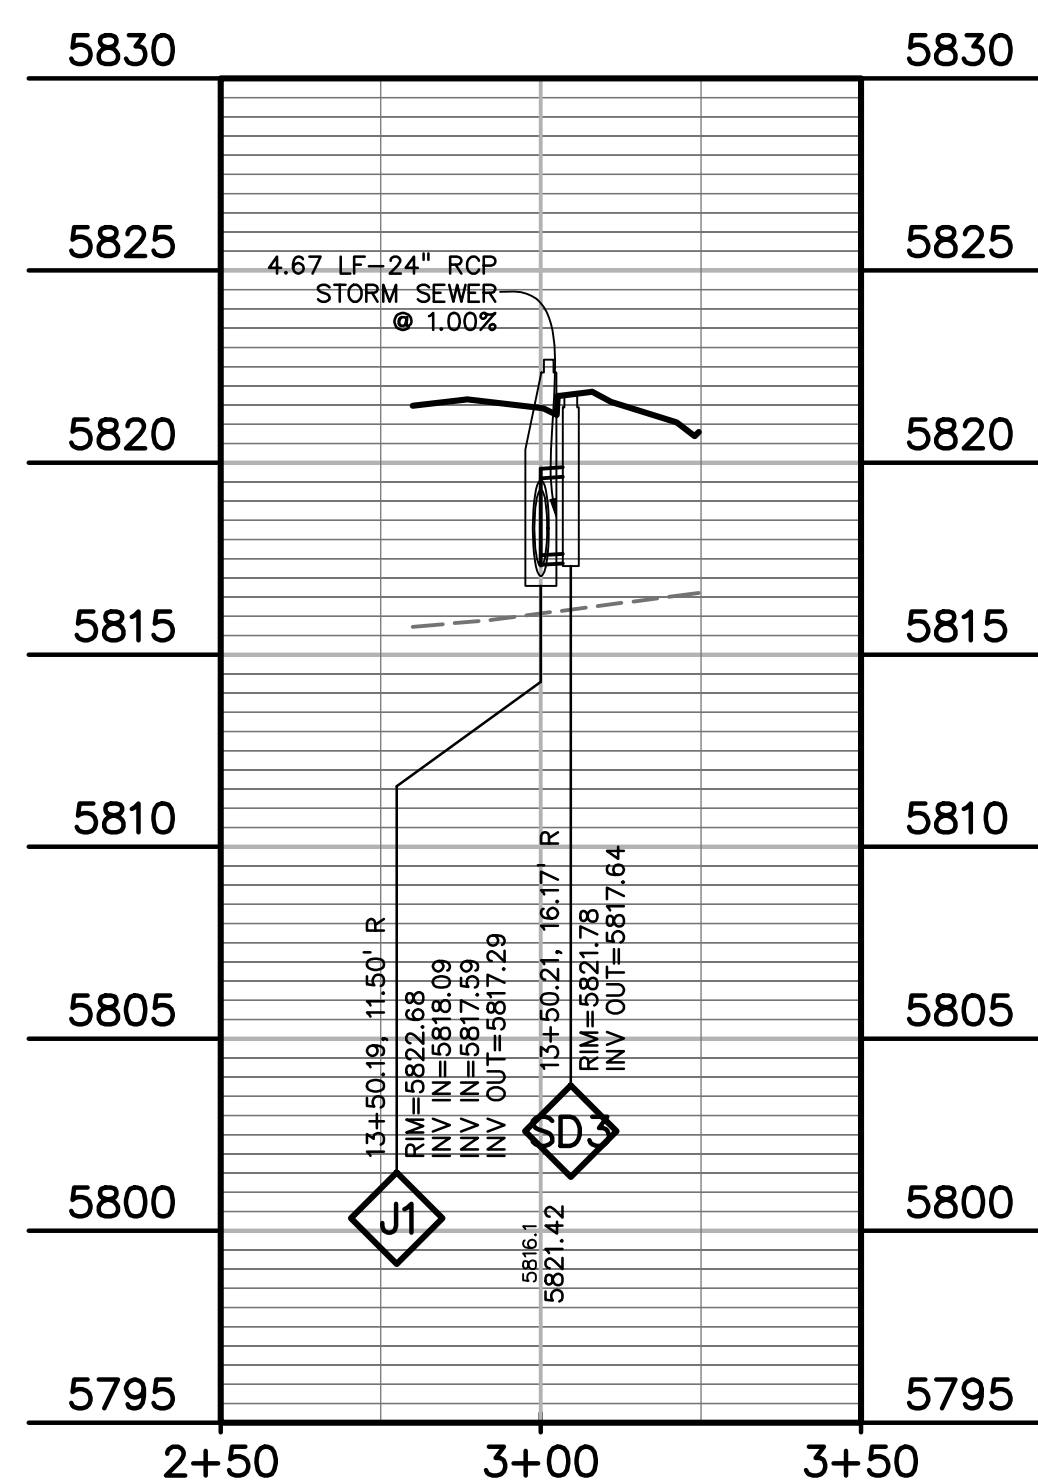 5830
5830
5825
5825
4.67 LF-24" RCP
STORM SEWER
@ 1.00%
5820
5820
5815
5815
5810
5810
13+50.19, 11.50' R
RIM=5822.68
INV IN=5818.09
INV IN=5817.59
INV OUT=5817.29
13+50.21, 16.17' R
RIM=5821.78
INV OUT=5817.64
5805
5805
SD3
J1
5800
5800
5816.1
5821.42
5795
5795
2+50
3+00
3+50